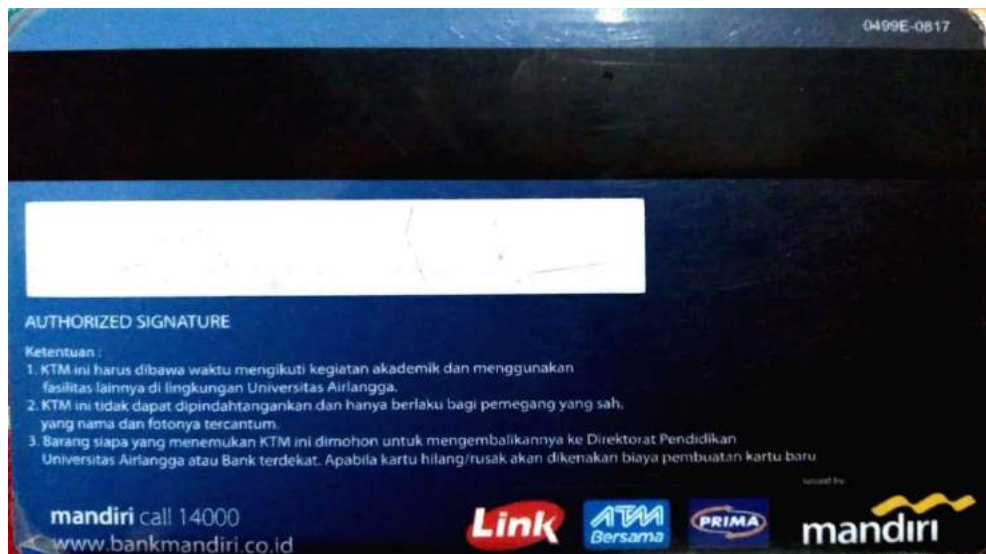 0499E-0817
AUTHORIZED SIGNATURE
Ketentuan :
1. KTM ini harus dibawa waktu mengikuti kegiatan akademik dan menggunakan
fasilitas lainnya di lingkungan Universitas Airlangga.
2. KTM ini tidak dapat dipindahtangankan dan hanya berlaku bagi pemegang yang sah,
yang nama dan fotonya tercantum.
3. Barang siapa yang menemukan KTM ini dimohon untuk mengembalikannya ke Direktorat Pendidikan
Universitas Airlangga atau Bank terdekat. Apabila kartu hilang/rusak akan dikenakan biaya pembuatan kartu baru
issued by
mandiri call 14000
www.bankmandiri.co.id
Link
ATM
Bersama
PRIMA
mandiri